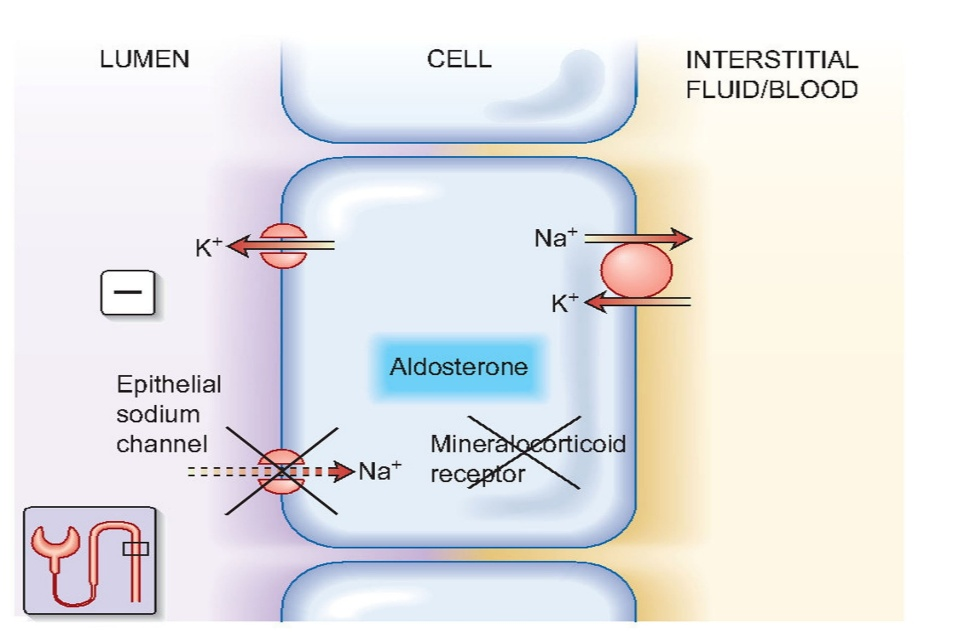 LUMEN
CELL
INTERSTITIAL
FLUID/BLOOD
K⁺
Na⁺
−
K⁺
Aldosterone
Epithelial
sodium
channel
Mineralocorticoid
receptor
Na⁺